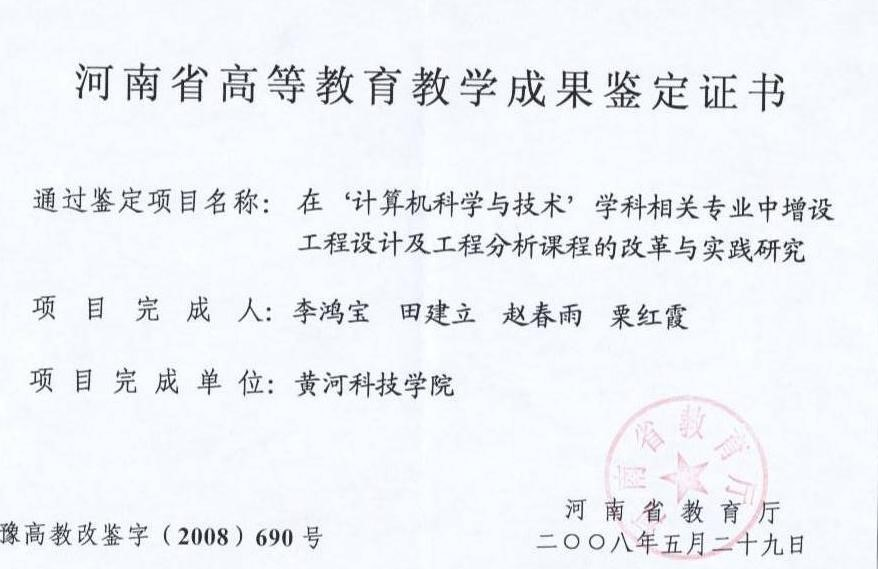 河南省高等教育教学成果鉴定证书
通过鉴定项目名称：在‘计算机科学与技术’学科相关专业中增设
工程设计及工程分析课程的改革与实践研究
项目完成人：李鸿宝 田建立 赵春雨 栗红霞
项目完成单位：黄河科技学院
河南省教育厅
豫高教改鉴字（2008）690号
河南省教育厅
二〇〇八年五月二十九日